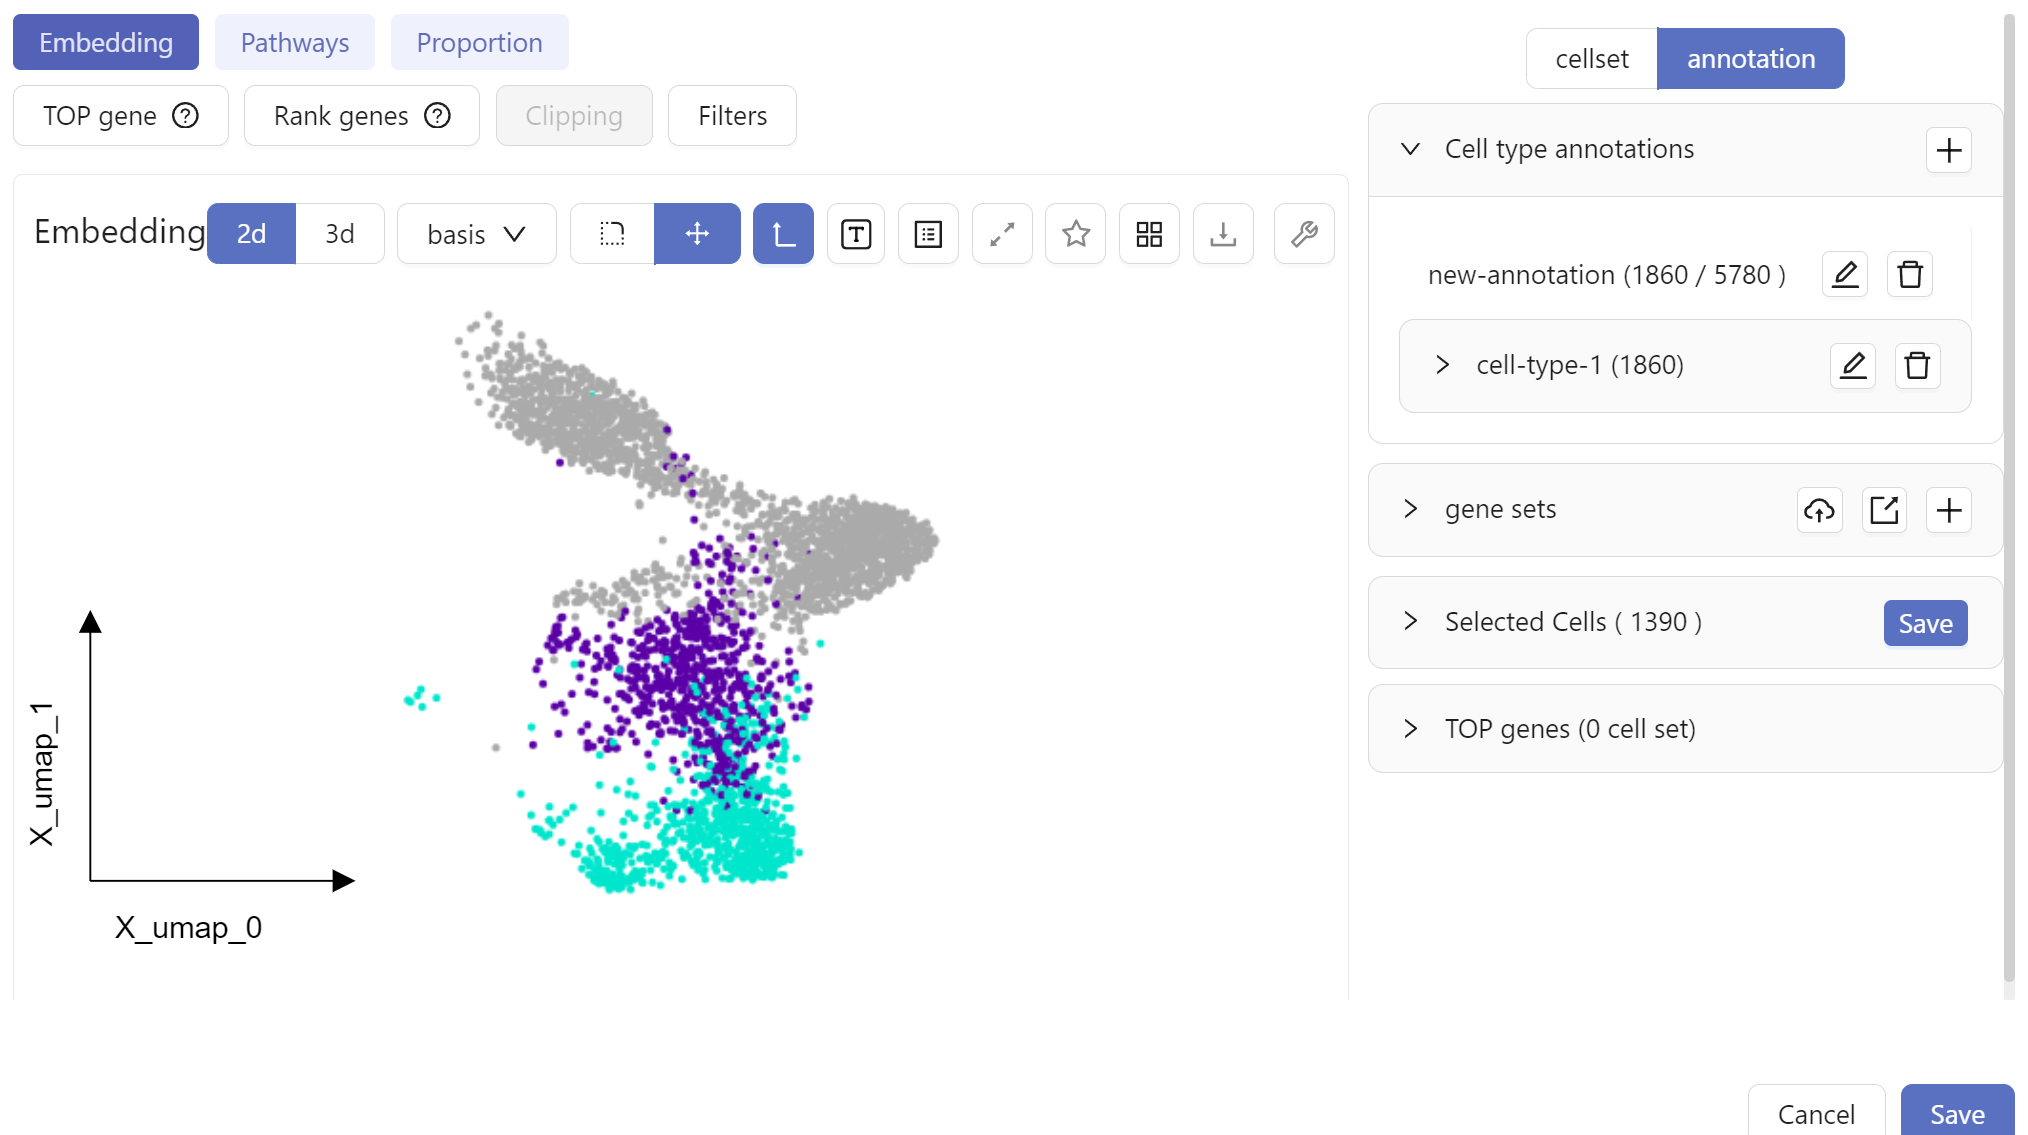 Embedding Pathways Proportion
TOP gene ? Rank genes ? Clipping Filters
Embedding 2d 3d basis T
X_umap_1
X_umap_0
cellset annotation
Cell type annotations
new-annotation (1860 / 5780 )
cell-type-1 (1860)
gene sets
Selected Cells ( 1390 ) Save
TOP genes (0 cell set)
Cancel Save